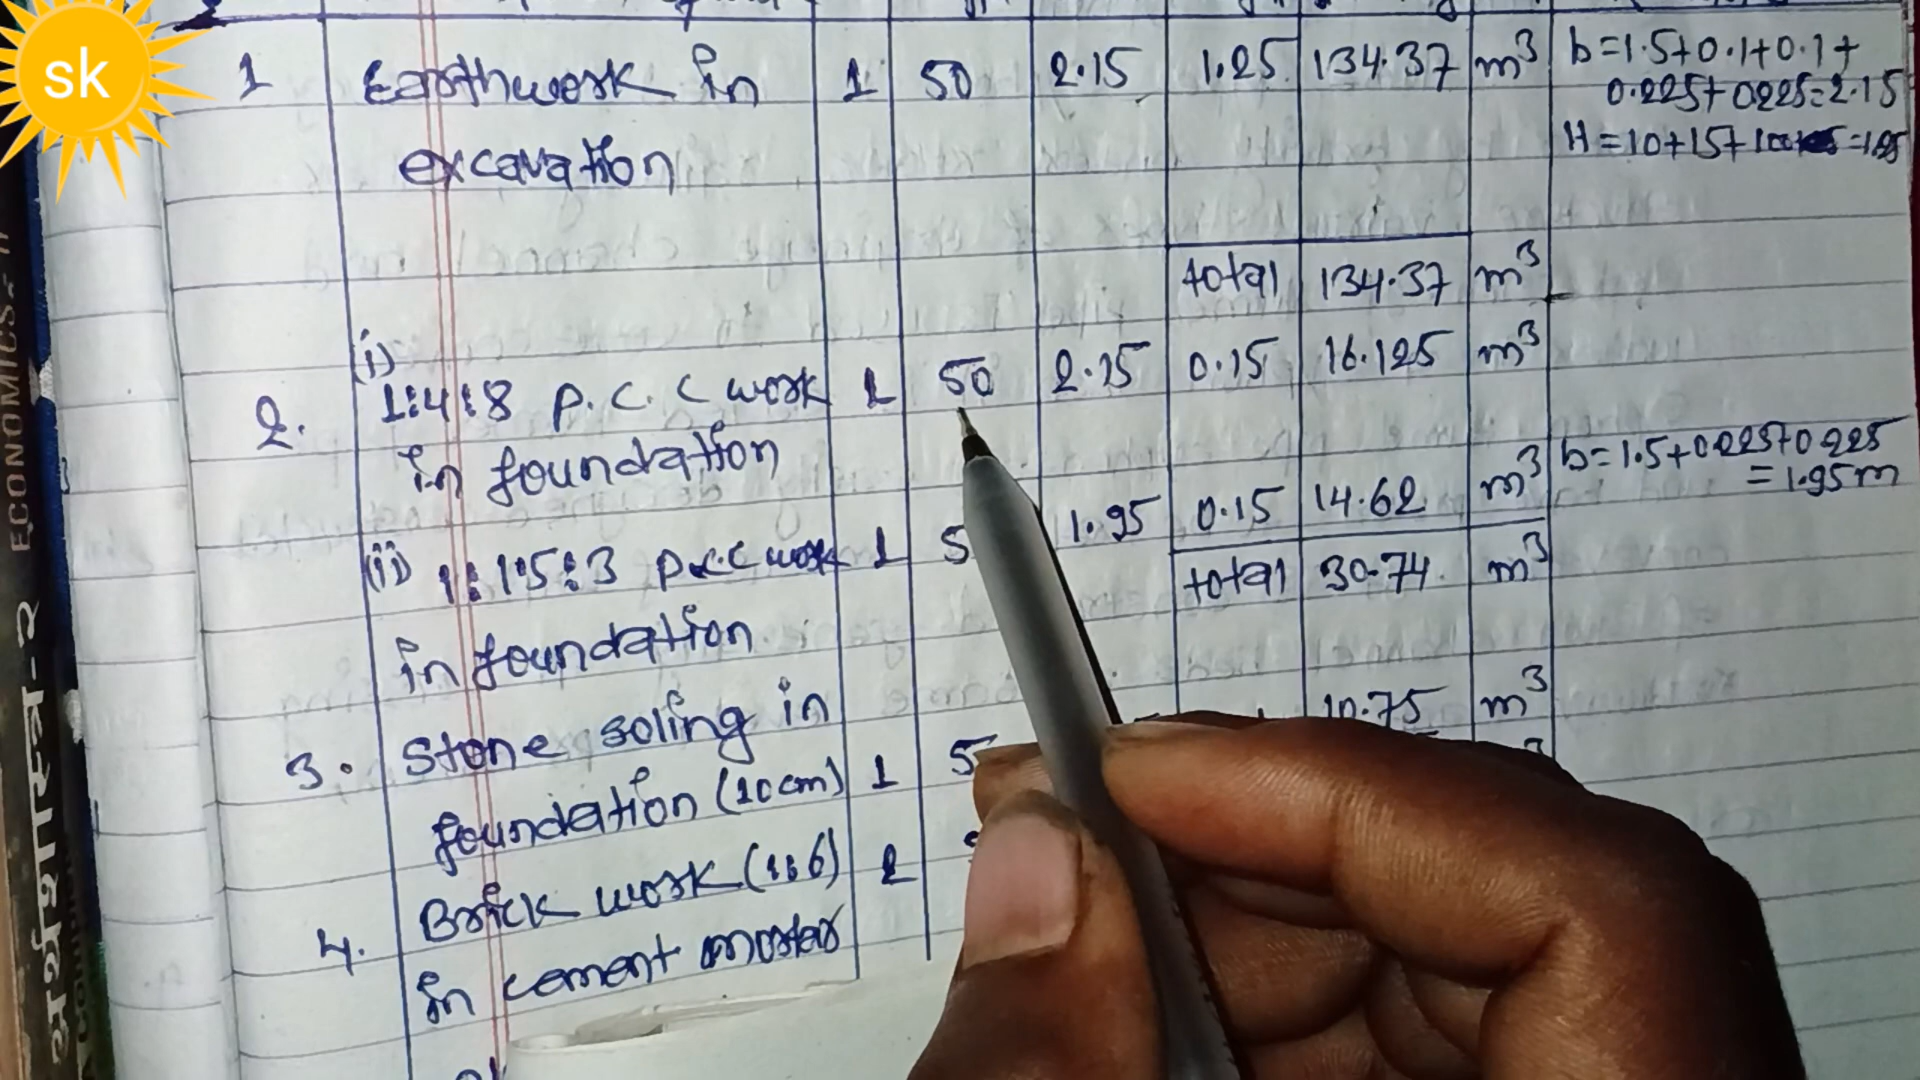 sk
1 Earthwork in 1 50 2.15 1.25 134.37 m³ b=1.5+0.1+0.1+
0.225+0.225=2.15
excavation H=10+15+100
total 134.37 m³
(i)
2. 1:4:8 P.C.C work 1 50 2.15 0.15 16.125 m³
in foundation b=1.5+0.225+0.225
=1.95m
(ii) 1:1.5:3 P.C.C work 1 5 1.95 0.15 14.62 m³
total 30.74 m³
in foundation
3. Stone soling in 10.75 m³
foundation (10cm) 1 5
4. Brick work (1:6) 2
in cement mortar
ECONOMICS
अर्थशास्त्र-२